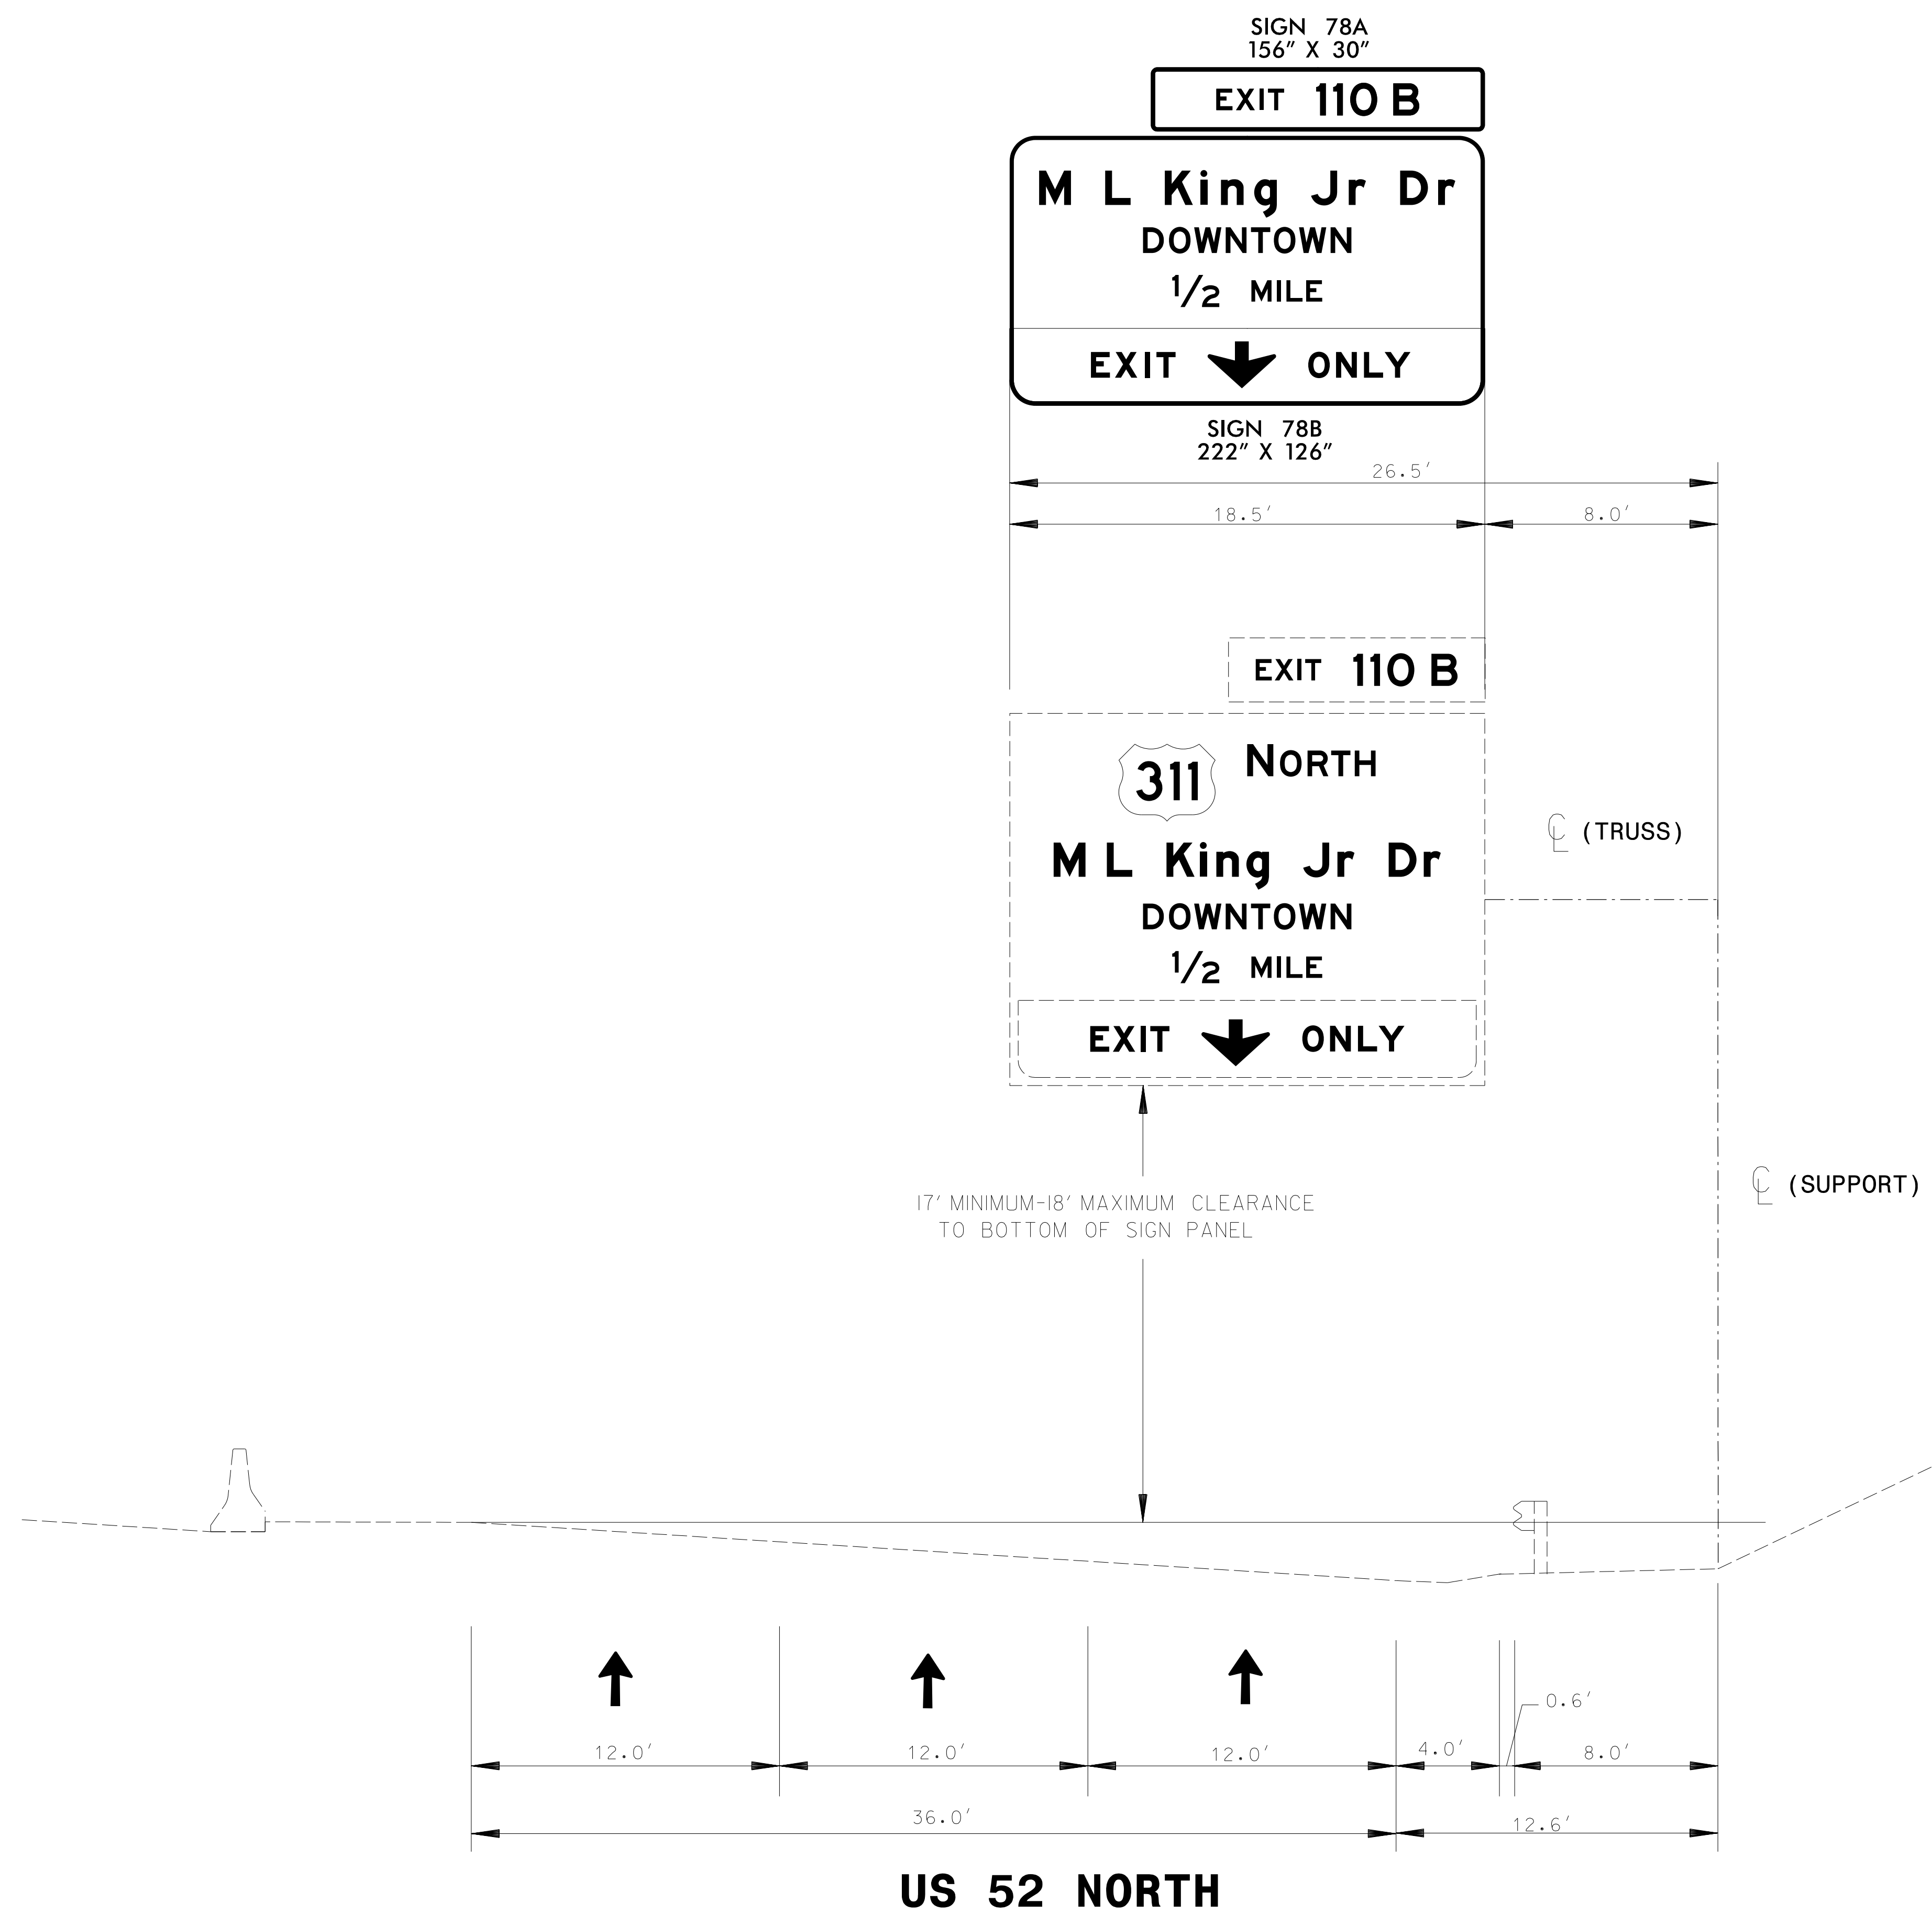 SIGN 78A
156" X 30"
EXIT 110 B
M L King Jr Dr
DOWNTOWN
1/2 MILE
EXIT ONLY
SIGN 78B
222" X 126"
26.5'
18.5' 8.0'
EXIT 110 B
311 NORTH
M L King Jr Dr
DOWNTOWN
1/2 MILE
EXIT ONLY
CL (TRUSS)
CL (SUPPORT)
17' MINIMUM-18' MAXIMUM CLEARANCE
TO BOTTOM OF SIGN PANEL
0.6'
12.0' 12.0' 12.0' 4.0' 8.0'
36.0' 12.6'
US 52 NORTH